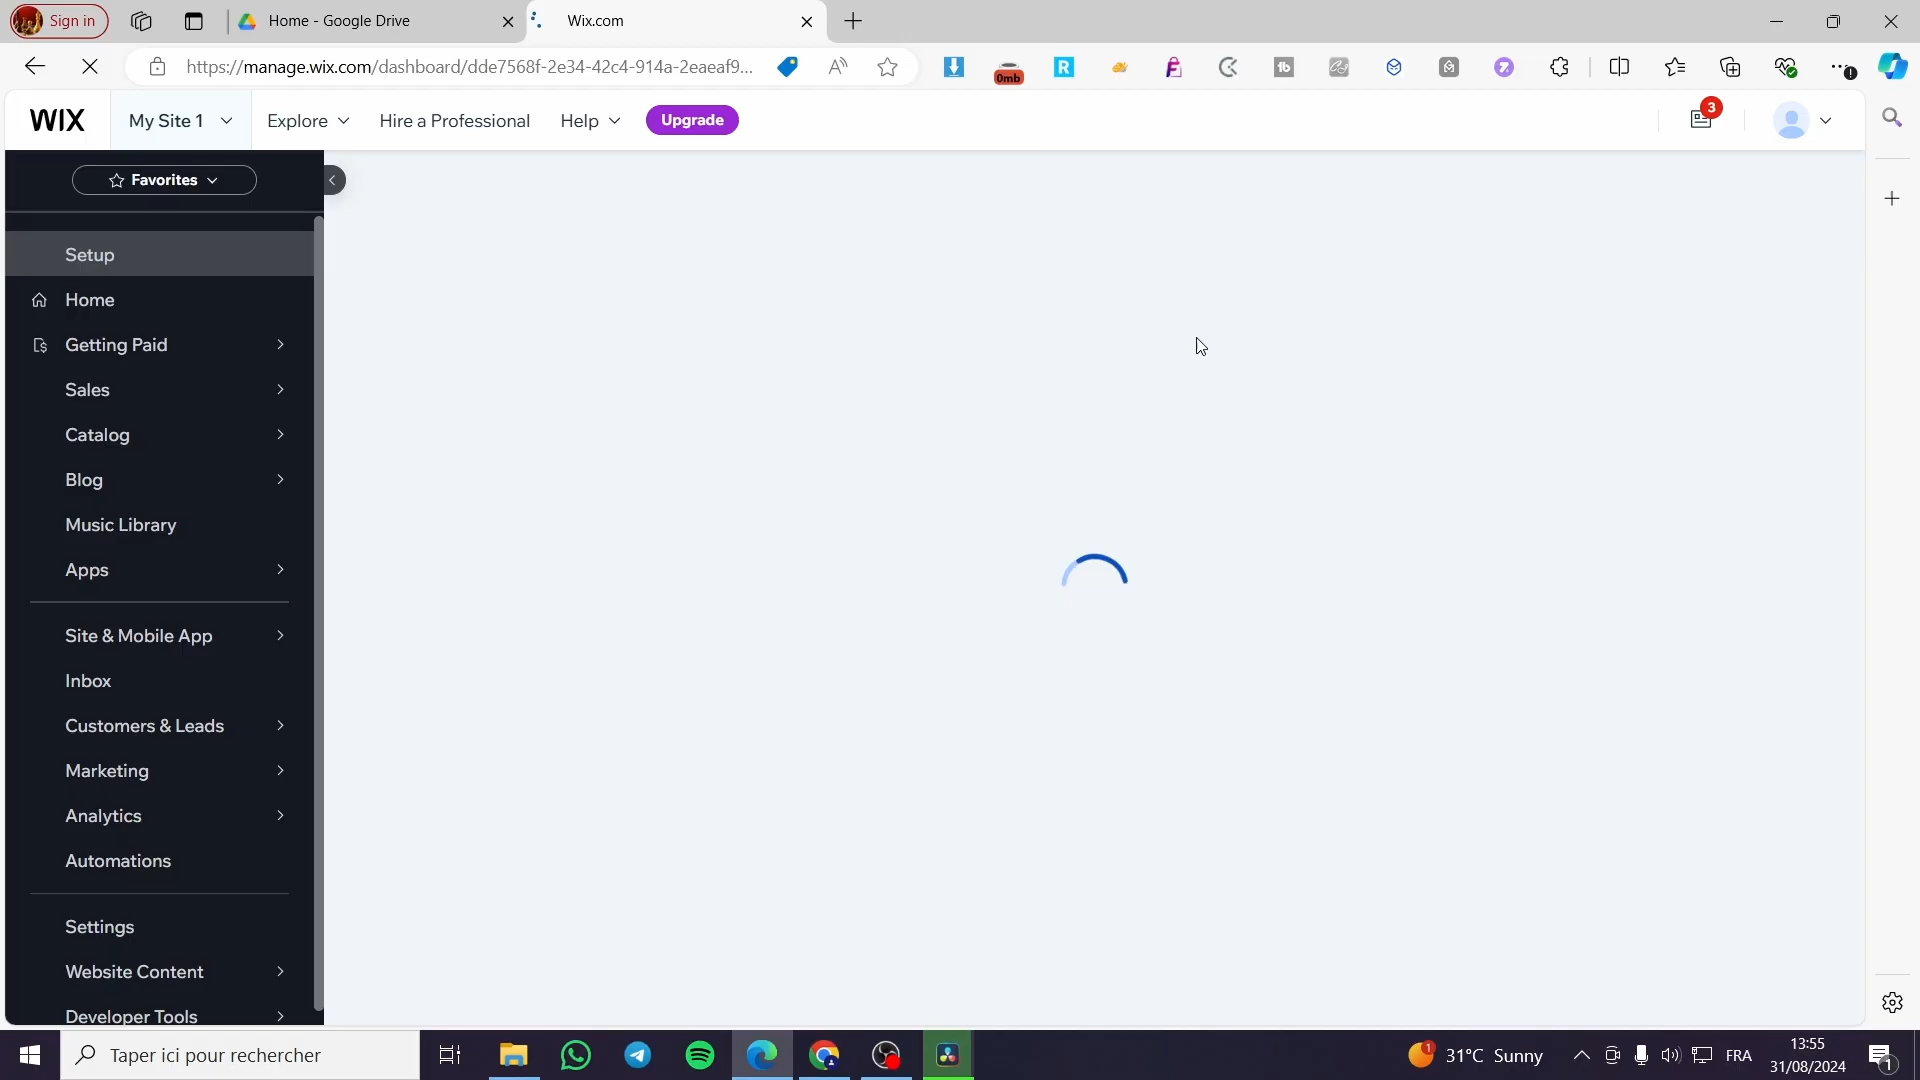 Sign in
Home - Google Drive
Wix.com
https://manage.wix.com/dashboard/dde7568f-2e34-42c4-914a-2eaeaf9...
0mb
R
1b
WIX
My Site 1
Explore
Hire a Professional
Help
Upgrade
3
Favorites
Setup
Home
Getting Paid
Sales
Catalog
Blog
Music Library
Apps
Site & Mobile App
Inbox
Customers & Leads
Marketing
Analytics
Automations
Settings
Website Content
Developer Tools
Taper ici pour rechercher
1
31°C Sunny
FRA
13:55
31/08/2024
1